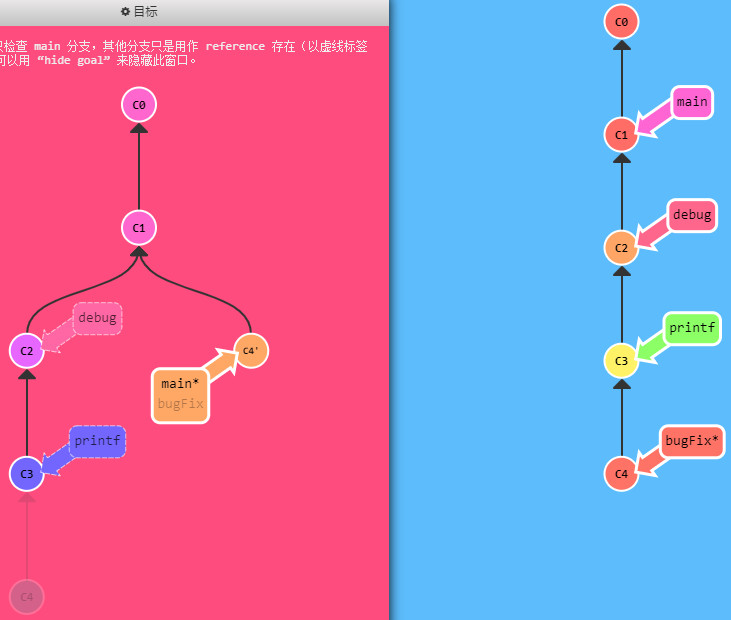 目标
只检查 main 分支，其他分支只是用作 reference 存在（以虚线标签
可以用 “hide goal” 来隐藏此窗口。
C0
C1
debug
C2
C4'
main*
bugFix
printf
C3
C4
C0
main
C1
debug
C2
printf
C3
bugFix*
C4